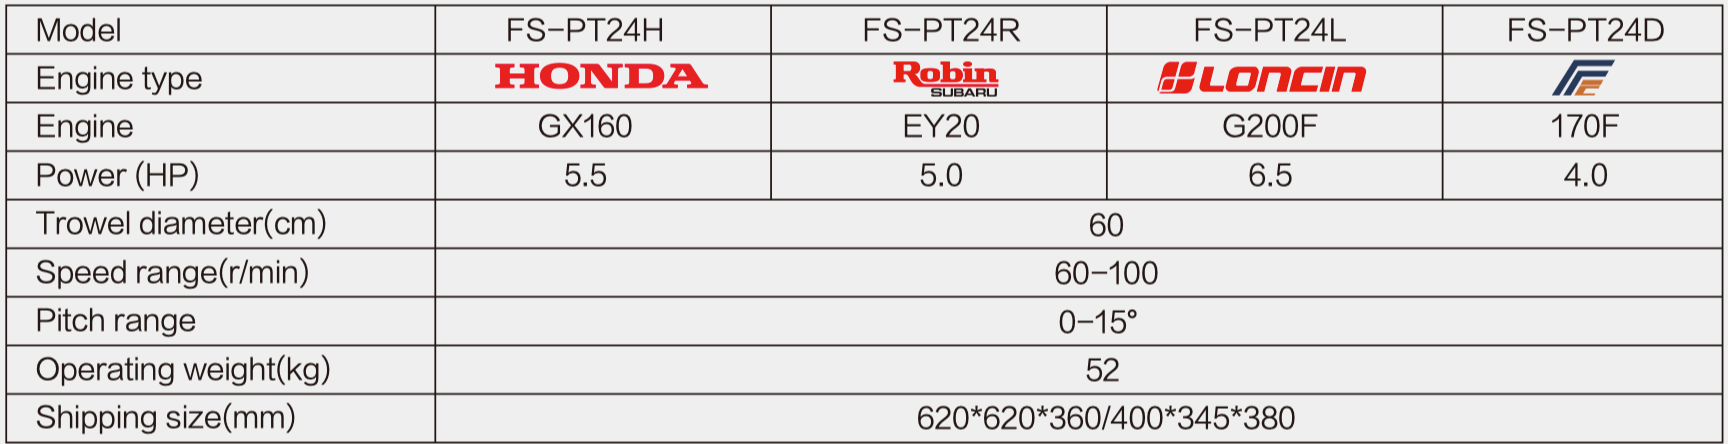 Model FS-PT24H FS-PT24R FS-PT24L FS-PT24D
Engine type HONDA Robin SUBARU LONCIN
Engine GX160 EY20 G200F 170F
Power (HP) 5.5 5.0 6.5 4.0
Trowel diameter(cm) 60
Speed range(r/min) 60-100
Pitch range 0-15°
Operating weight(kg) 52
Shipping size(mm) 620*620*360/400*345*380